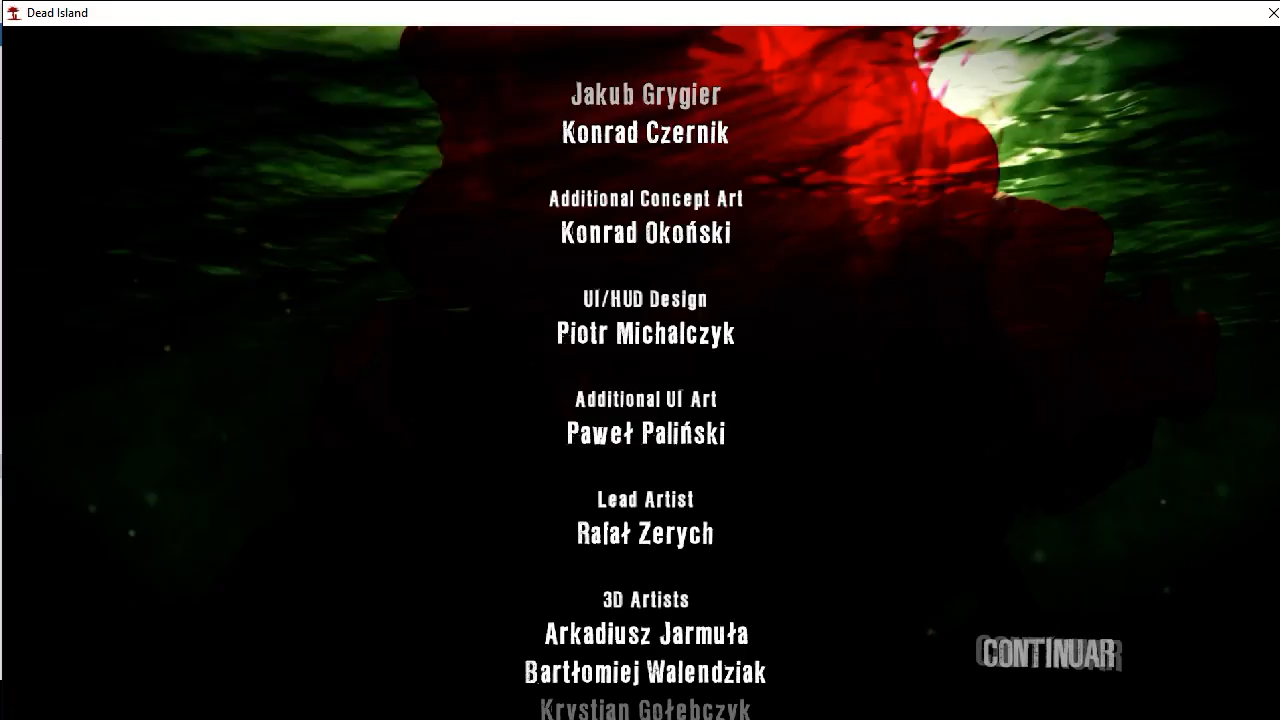 Dead Island
Jakub Grygier
Konrad Czernik
Additional Concept Art
Konrad Okoński
UI/HUD Design
Piotr Michalczyk
Additional UI Art
Paweł Paliński
Lead Artist
Rafał Zerych
3D Artists
Arkadiusz Jarmuła
Bartłomiej Walendziak
Krystian Gołebczyk
CONTINUAR